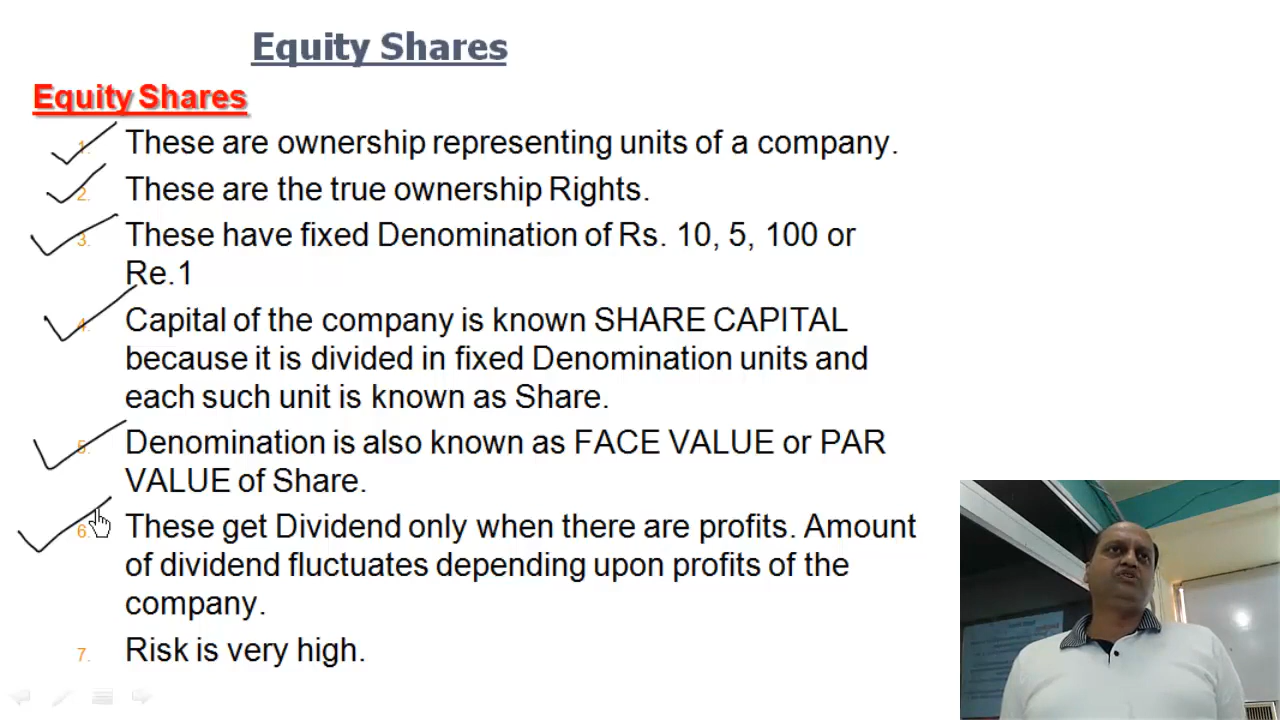 Equity Shares
Equity Shares
1. These are ownership representing units of a company.
2. These are the true ownership Rights.
3. These have fixed Denomination of Rs. 10, 5, 100 or
Re.1
4. Capital of the company is known SHARE CAPITAL
because it is divided in fixed Denomination units and
each such unit is known as Share.
5. Denomination is also known as FACE VALUE or PAR
VALUE of Share.
6. These get Dividend only when there are profits. Amount
of dividend fluctuates depending upon profits of the
company.
7. Risk is very high.